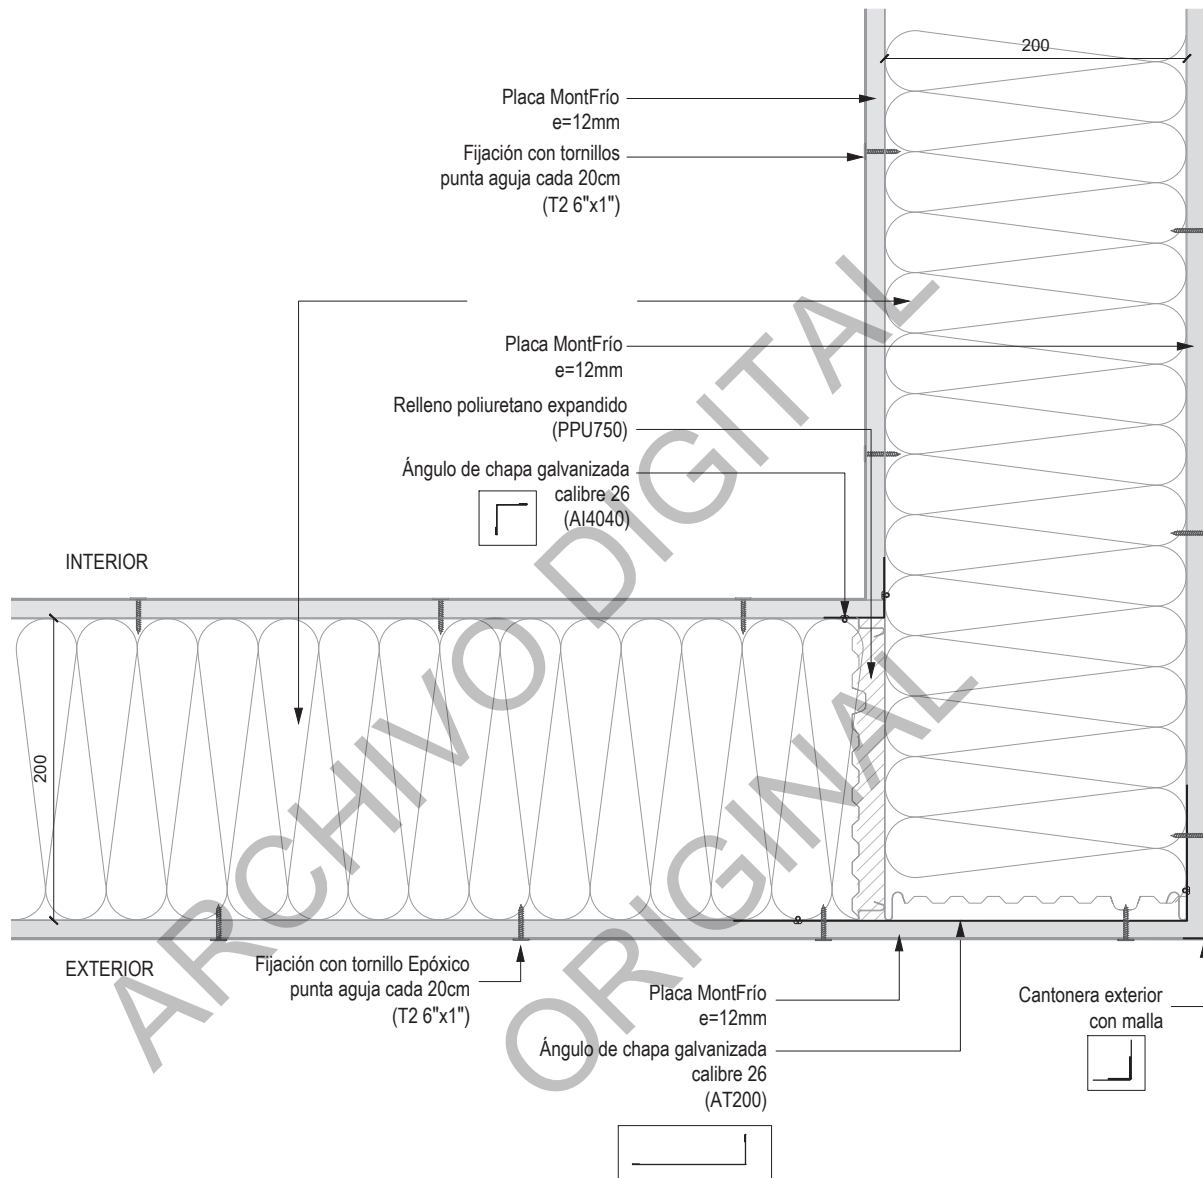 200
Placa MontFrío
e=12mm
Fijación con tornillos
punta aguja cada 20cm
(T2 6"x1")
Placa MontFrío
e=12mm
Relleno poliuretano expandido
(PPU750)
Ángulo de chapa galvanizada
calibre 26
(AI4040)
INTERIOR
200
EXTERIOR
Fijación con tornillo Epóxico
punta aguja cada 20cm
(T2 6"x1")
Placa MontFrío
e=12mm
Ángulo de chapa galvanizada
calibre 26
(AT200)
Cantonera exterior
con malla
ARCHIVO DIGITAL
ORIGINAL